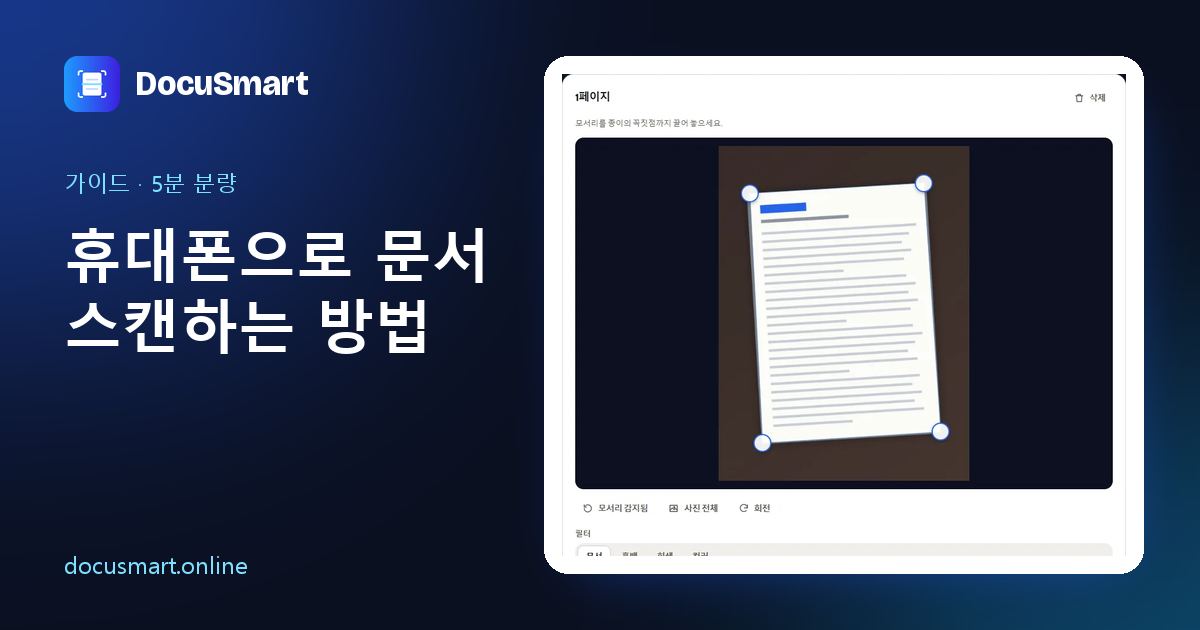 DocuSmart
가이드 · 5분 분량
휴대폰으로 문서
스캔하는 방법
docusmart.online
1페이지
삭제
모서리를 종이의 꼭짓점까지 끌어 놓으세요.
모서리 감지됨
사진 전체
회전
필터